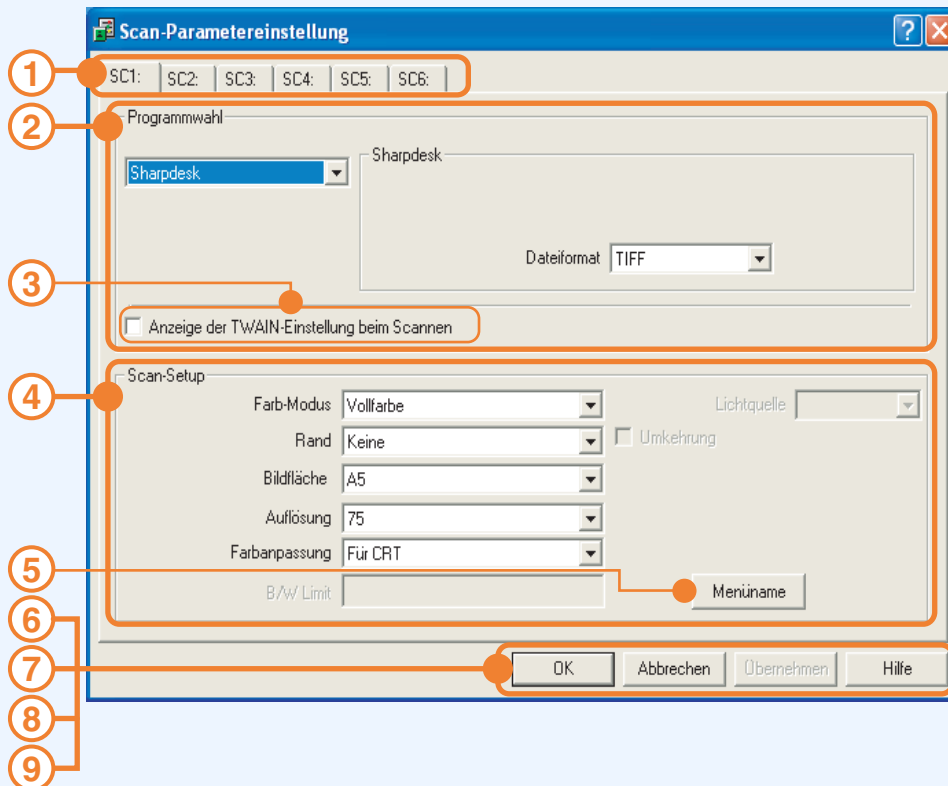 Scan-Parametereinstellung
1
SC1: SC2: SC3: SC4: SC5: SC6:
2
Programmwahl
Sharpdesk
Sharpdesk
Dateiformat TIFF
3
Anzeige der TWAIN-Einstellung beim Scannen
4
Scan-Setup
Farb-Modus Vollfarbe Lichtquelle
Rand Keine Umkehrung
Bildfläche A5
Auflösung 75
Farbanpassung Für CRT
5
B/W Limit Menüname
6
7
OK Abbrechen Übernehmen Hilfe
8
9